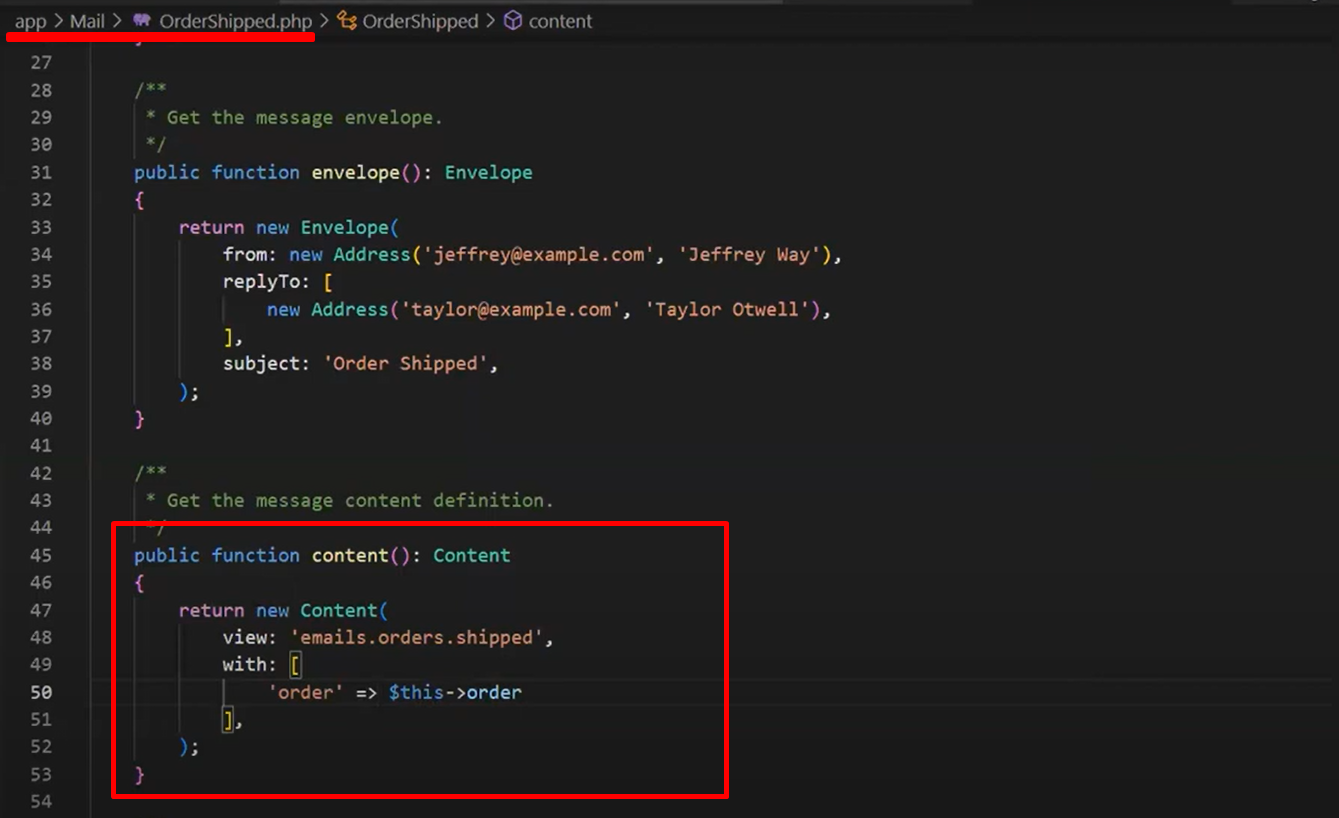 app > Mail > OrderShipped.php > OrderShipped > content
27
28 /**
29 * Get the message envelope.
30 */
31 public function envelope(): Envelope
32 {
33 return new Envelope(
34 from: new Address('jeffrey@example.com', 'Jeffrey Way'),
35 replyTo: [
36 new Address('taylor@example.com', 'Taylor Otwell'),
37 ],
38 subject: 'Order Shipped',
39 );
40 }
41
42 /**
43 * Get the message content definition.
44 */
45 public function content(): Content
46 {
47 return new Content(
48 view: 'emails.orders.shipped',
49 with: [
50 'order' => $this->order
51 ],
52 );
53 }
54